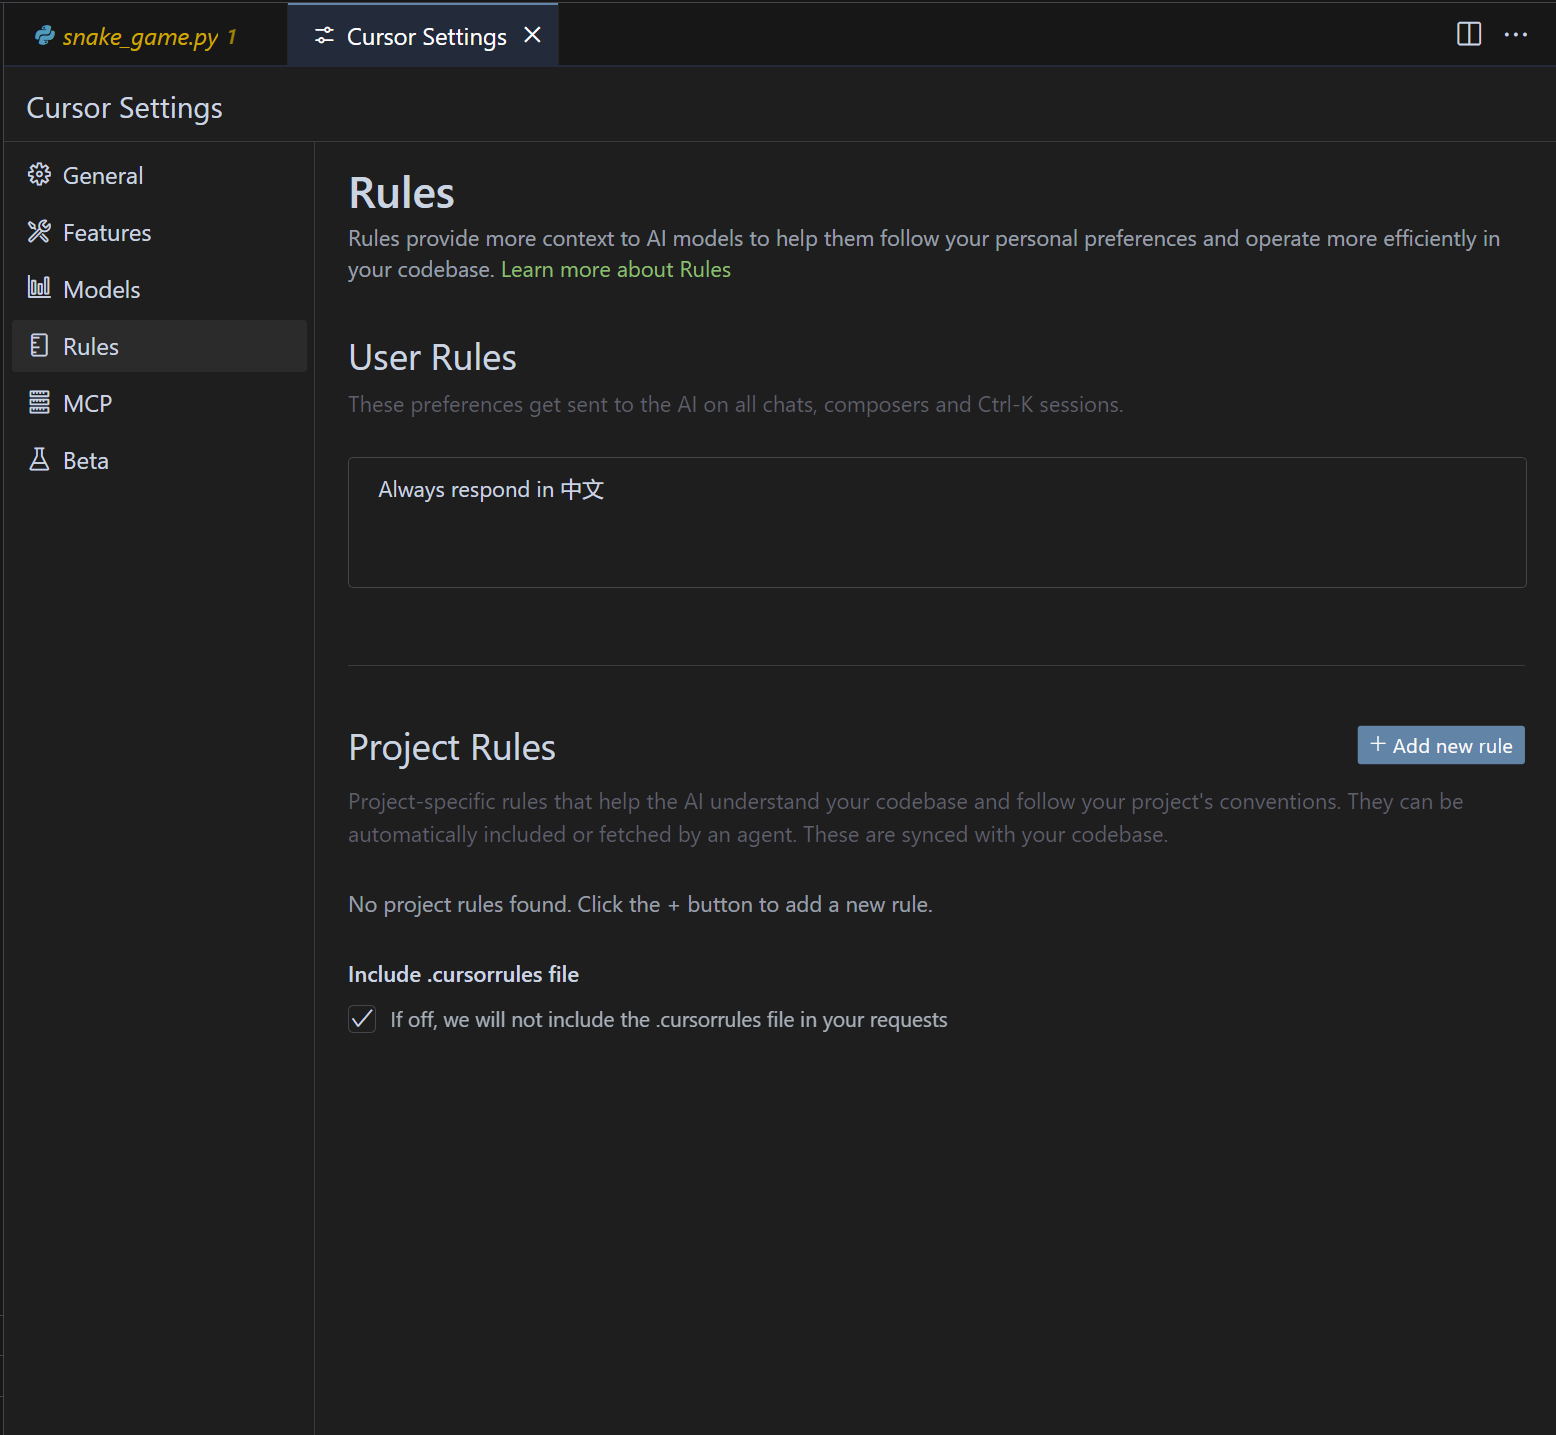 snake_game.py 1
Cursor Settings
Cursor Settings
General
Features
Models
Rules
MCP
Beta
Rules
Rules provide more context to AI models to help them follow your personal preferences and operate more efficiently in
your codebase. Learn more about Rules
User Rules
These preferences get sent to the AI on all chats, composers and Ctrl-K sessions.
Always respond in 中文
Project Rules
+ Add new rule
Project-specific rules that help the AI understand your codebase and follow your project's conventions. They can be
automatically included or fetched by an agent. These are synced with your codebase.
No project rules found. Click the + button to add a new rule.
Include .cursorrules file
If off, we will not include the .cursorrules file in your requests